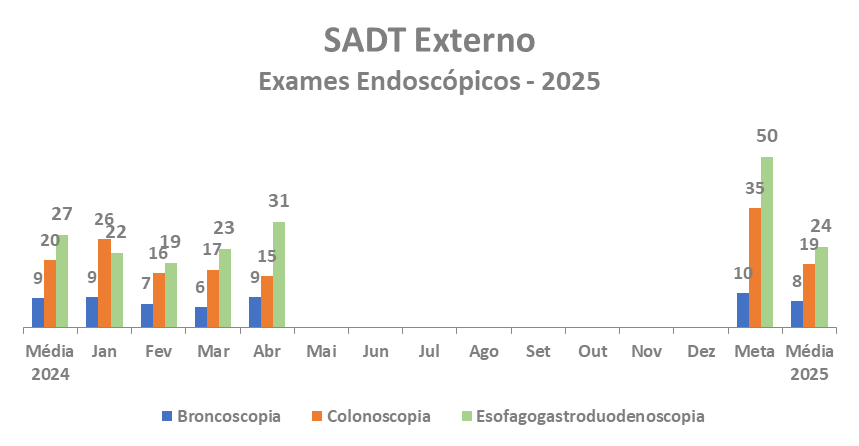 SADT Externo
Exames Endoscópicos - 2025
9 20 27
9 26 22
7 16 19
6 17 23
9 15 31
10 35 50
8 19 24
Média 2024
Jan
Fev
Mar
Abr
Mai
Jun
Jul
Ago
Set
Out
Nov
Dez
Meta
Média 2025
Broncoscopia
Colonoscopia
Esofagogastroduodenoscopia